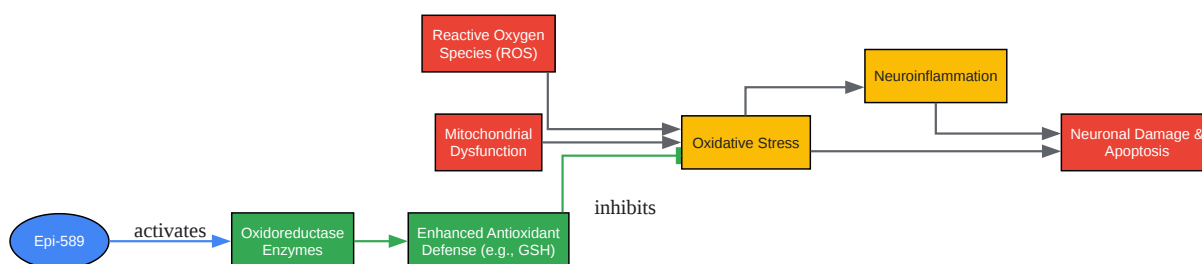 Reactive Oxygen
Species (ROS)
Neuroinflammation
Mitochondrial
Dysfunction
Oxidative Stress
Neuronal Damage &
Apoptosis
inhibits
Epi-589
activates
Oxidoreductase
Enzymes
Enhanced Antioxidant
Defense (e.g., GSH)